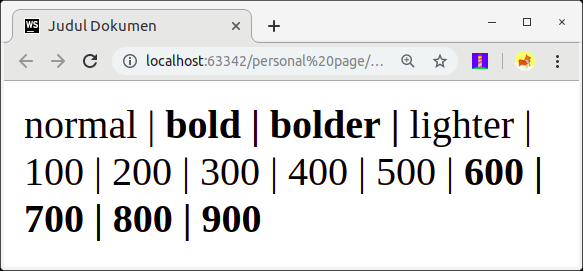 WS Judul Dokumen
localhost:63342/personal%20page/...
normal | bold | bolder | lighter |
100 | 200 | 300 | 400 | 500 | 600 |
700 | 800 | 900